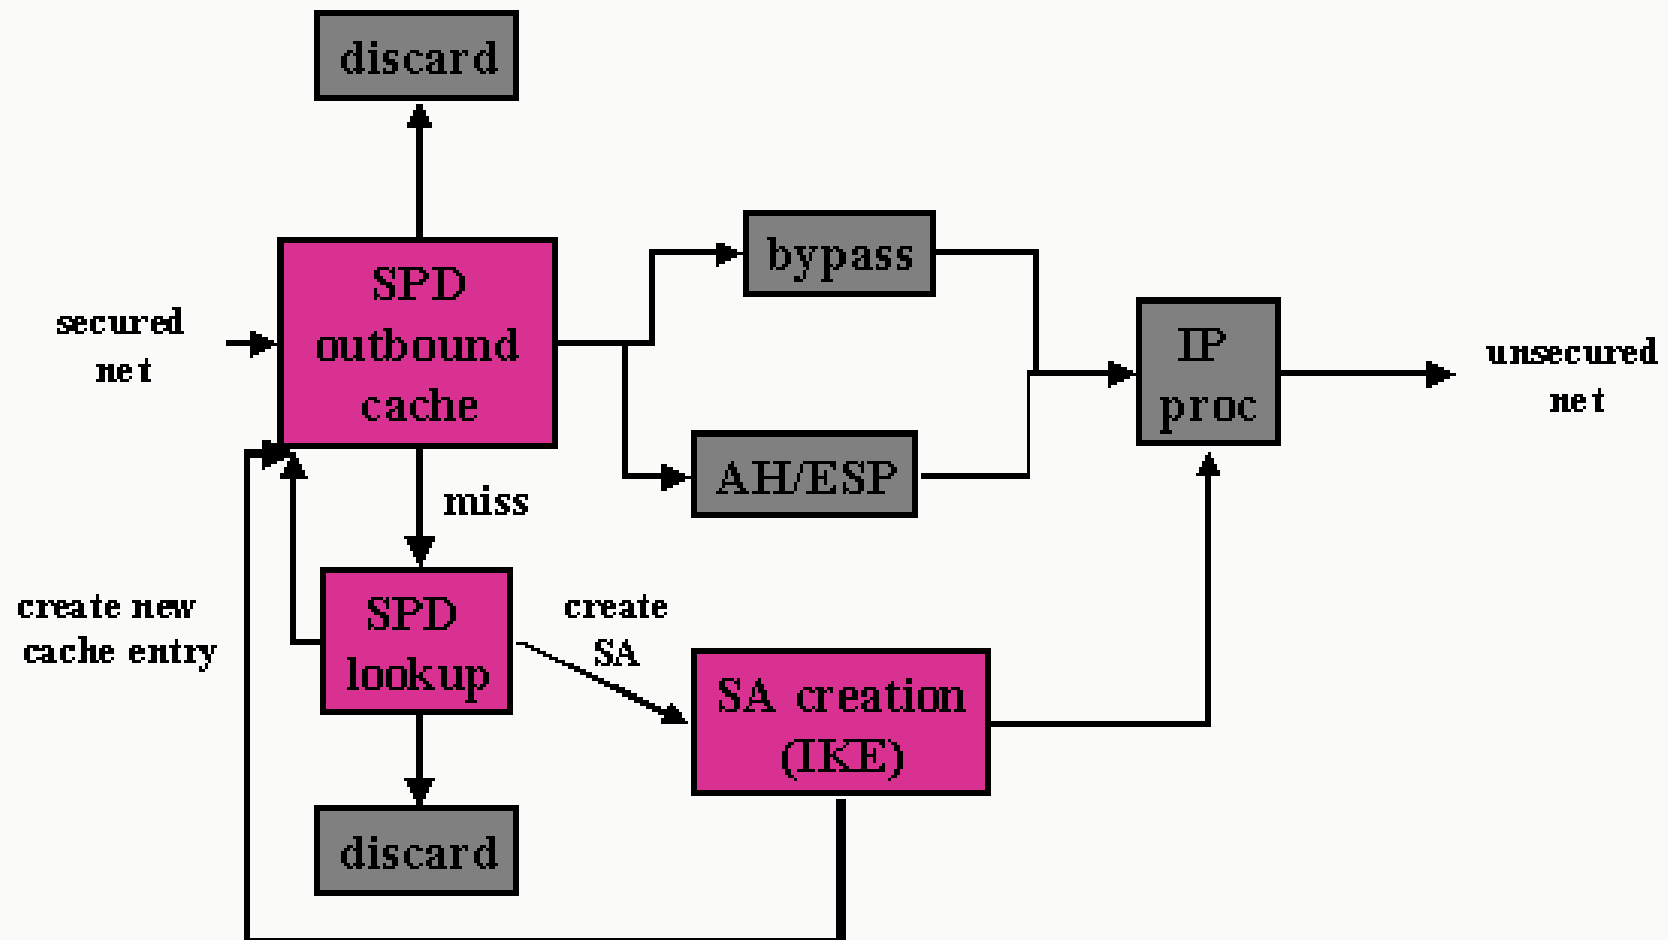 discard
SPD
outbound
cache
secured
net
bypass
IP
proc
unsecured
net
AH/ESP
miss
create new
cache entry
SPD
lookup
create
SA
SA creation
(IKE)
discard